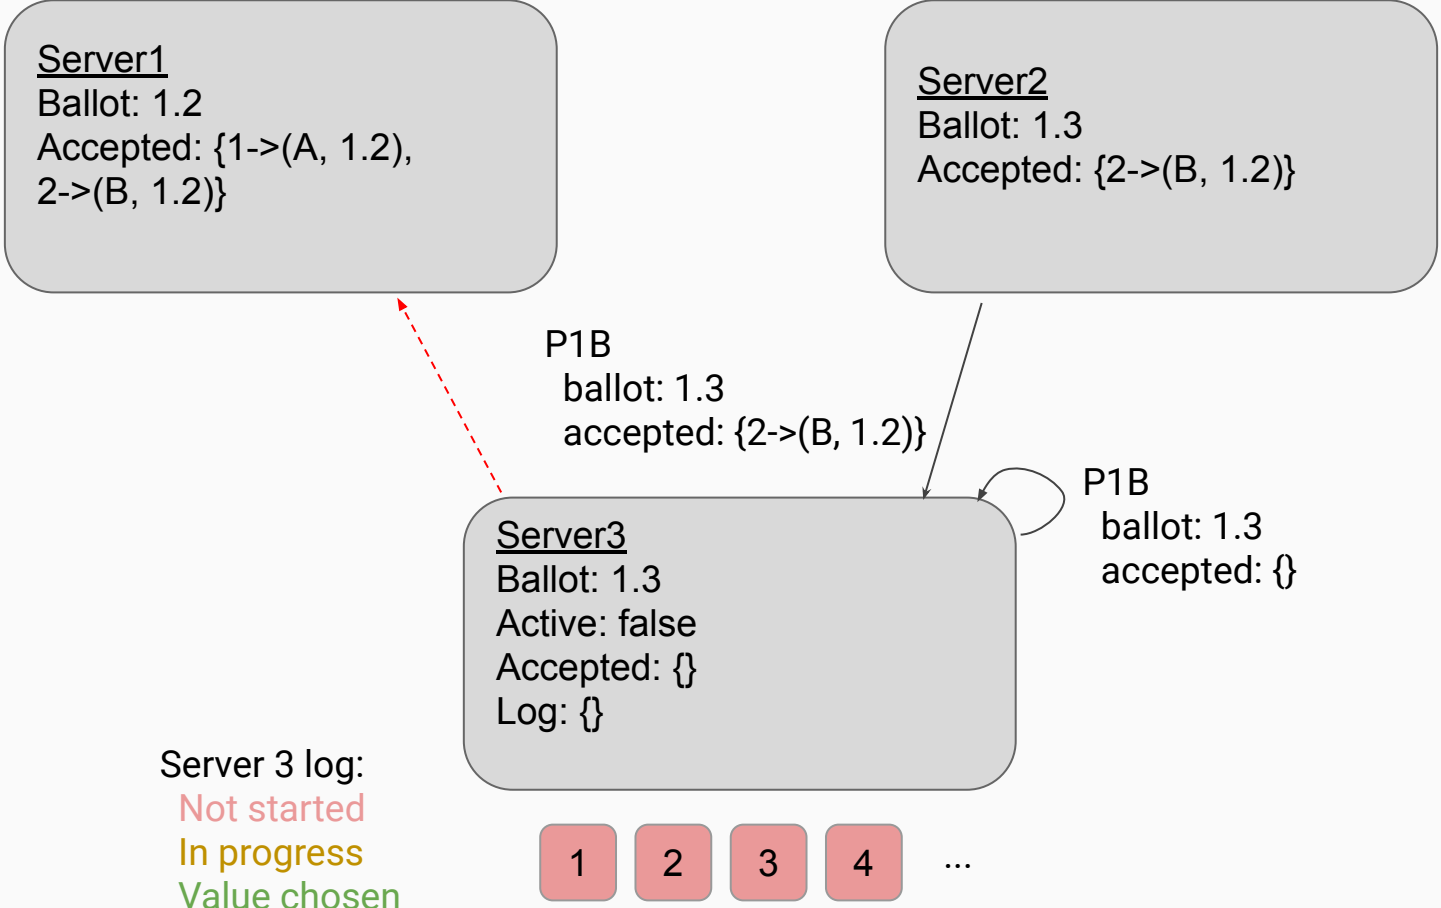 Server1
Ballot: 1.2
Accepted: {1->(A, 1.2),
2->(B, 1.2)}
Server2
Ballot: 1.3
Accepted: {2->(B, 1.2)}
P1B
ballot: 1.3
accepted: {2->(B, 1.2)}
P1B
ballot: 1.3
accepted: {}
Server3
Ballot: 1.3
Active: false
Accepted: {}
Log: {}
Server 3 log:
Not started
In progress
Value chosen
1 2 3 4 ...